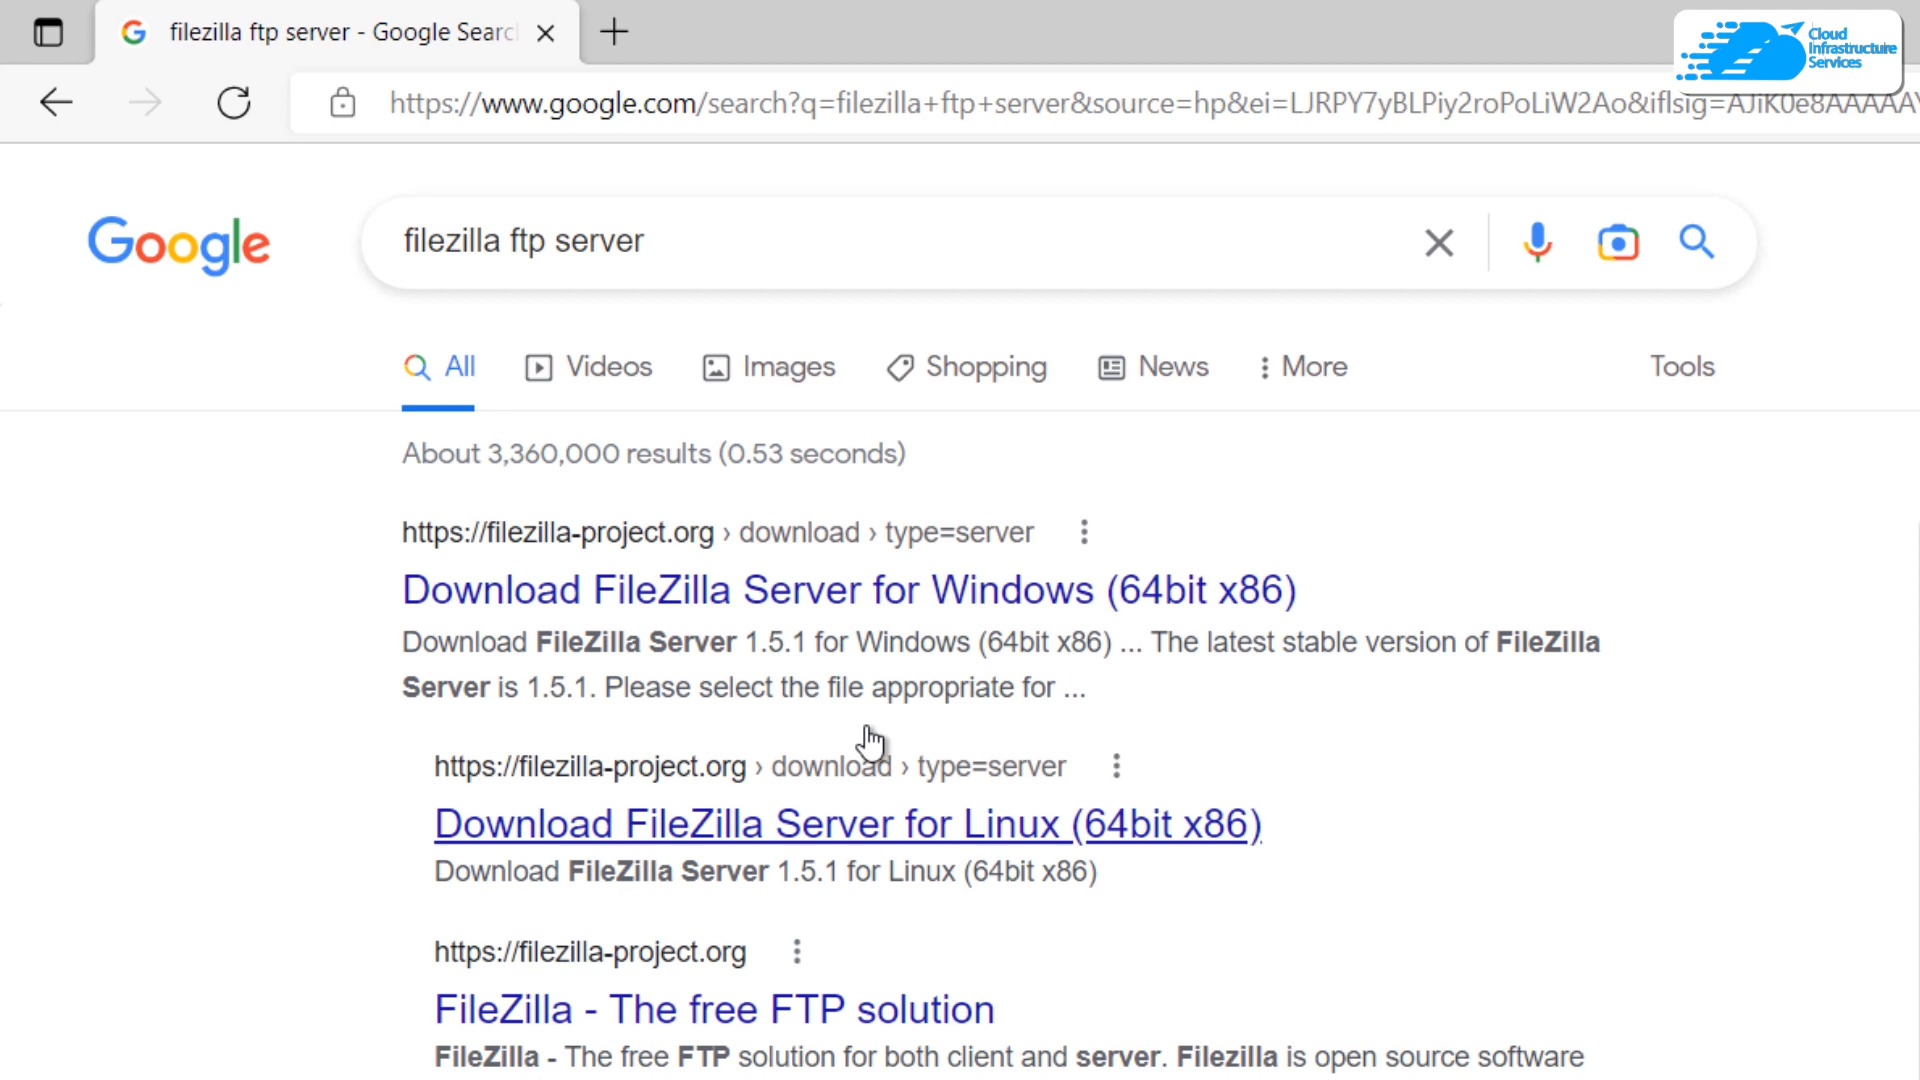 filezilla ftp server - Google Searc
Cloud
Infrastructure
Services
https://www.google.com/search?q=filezilla+ftp+server&source=hp&ei=LJRPY7yBLPiy2roPoLiW2Ao&iflsig=AJiK0e8AAAAAY
Google
filezilla ftp server
All
Videos
Images
Shopping
News
More
Tools
About 3,360,000 results (0.53 seconds)
https://filezilla-project.org › download › type=server
Download FileZilla Server for Windows (64bit x86)
Download FileZilla Server 1.5.1 for Windows (64bit x86) ... The latest stable version of FileZilla
Server is 1.5.1. Please select the file appropriate for ...
https://filezilla-project.org › download › type=server
Download FileZilla Server for Linux (64bit x86)
Download FileZilla Server 1.5.1 for Linux (64bit x86)
https://filezilla-project.org
FileZilla - The free FTP solution
FileZilla - The free FTP solution for both client and server. Filezilla is open source software